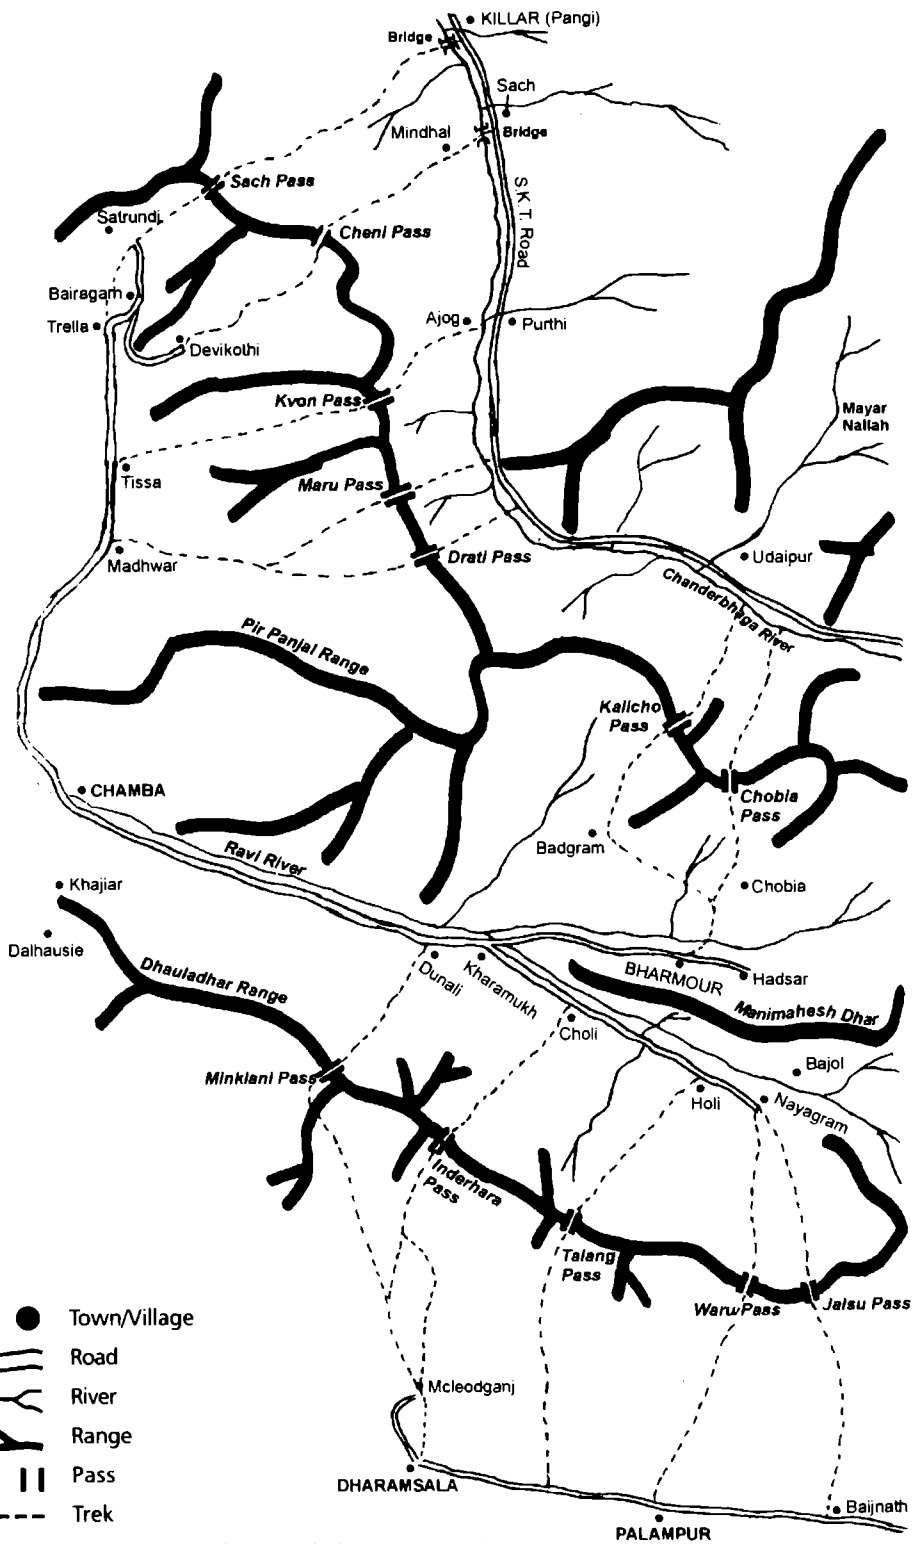 KILLAR (Pangi)
Bridge
Sach
Mindhal
Bridge
Sach Pass
S.K.T. Road
Satrundi
Cheni Pass
Bairagarh
Trella
Ajog
Purthi
Devikothi
Kvon Pass
Mayar
Nallah
Tissa
Maru Pass
Madhwar
Drati Pass
Udaipur
Chanderbhaga River
Pir Panjal Range
Kalicho
Pass
CHAMBA
Chobia
Pass
Ravi River
Badgram
Khajiar
Chobia
Dalhausie
Dhauladhar Range
Dunali
Kharamukh
BHARMOUR
Hadsar
Manimahesh Dhar
Choli
Bajol
Minkiani Pass
Holi
Nayagram
Inderhara
Pass
Talang
Pass
Waru Pass
Jalsu Pass
Town/Village
Road
River
Range
Pass
Trek
Mcleodganj
DHARAMSALA
Baijnath
PALAMPUR